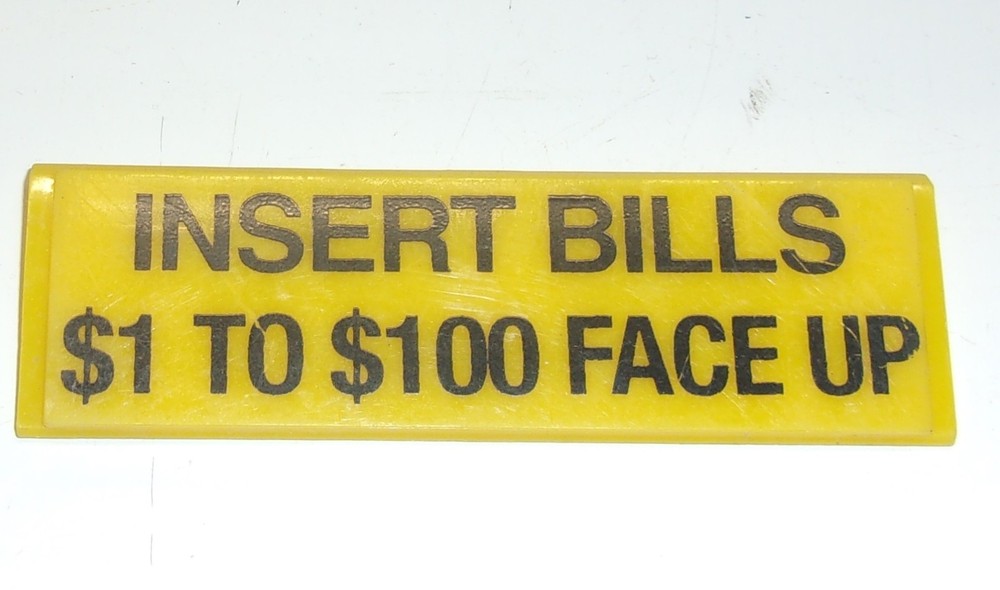 INSERT BILLS
$1 TO $100 FACE UP